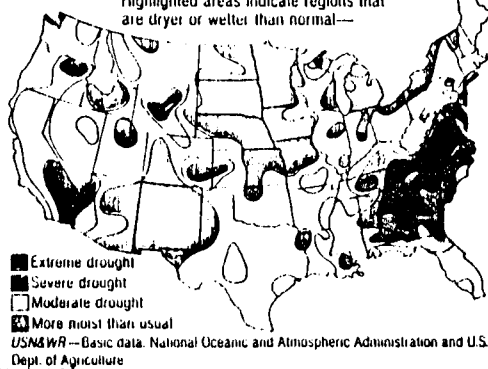 Highlighted areas indicate regions that
are dryer or wetter than normal—
Extreme drought
Severe drought
Moderate drought
More moist than usual
USN&WR—Basic data: National Oceanic and Atmospheric Administration and U.S.
Dept. of Agriculture